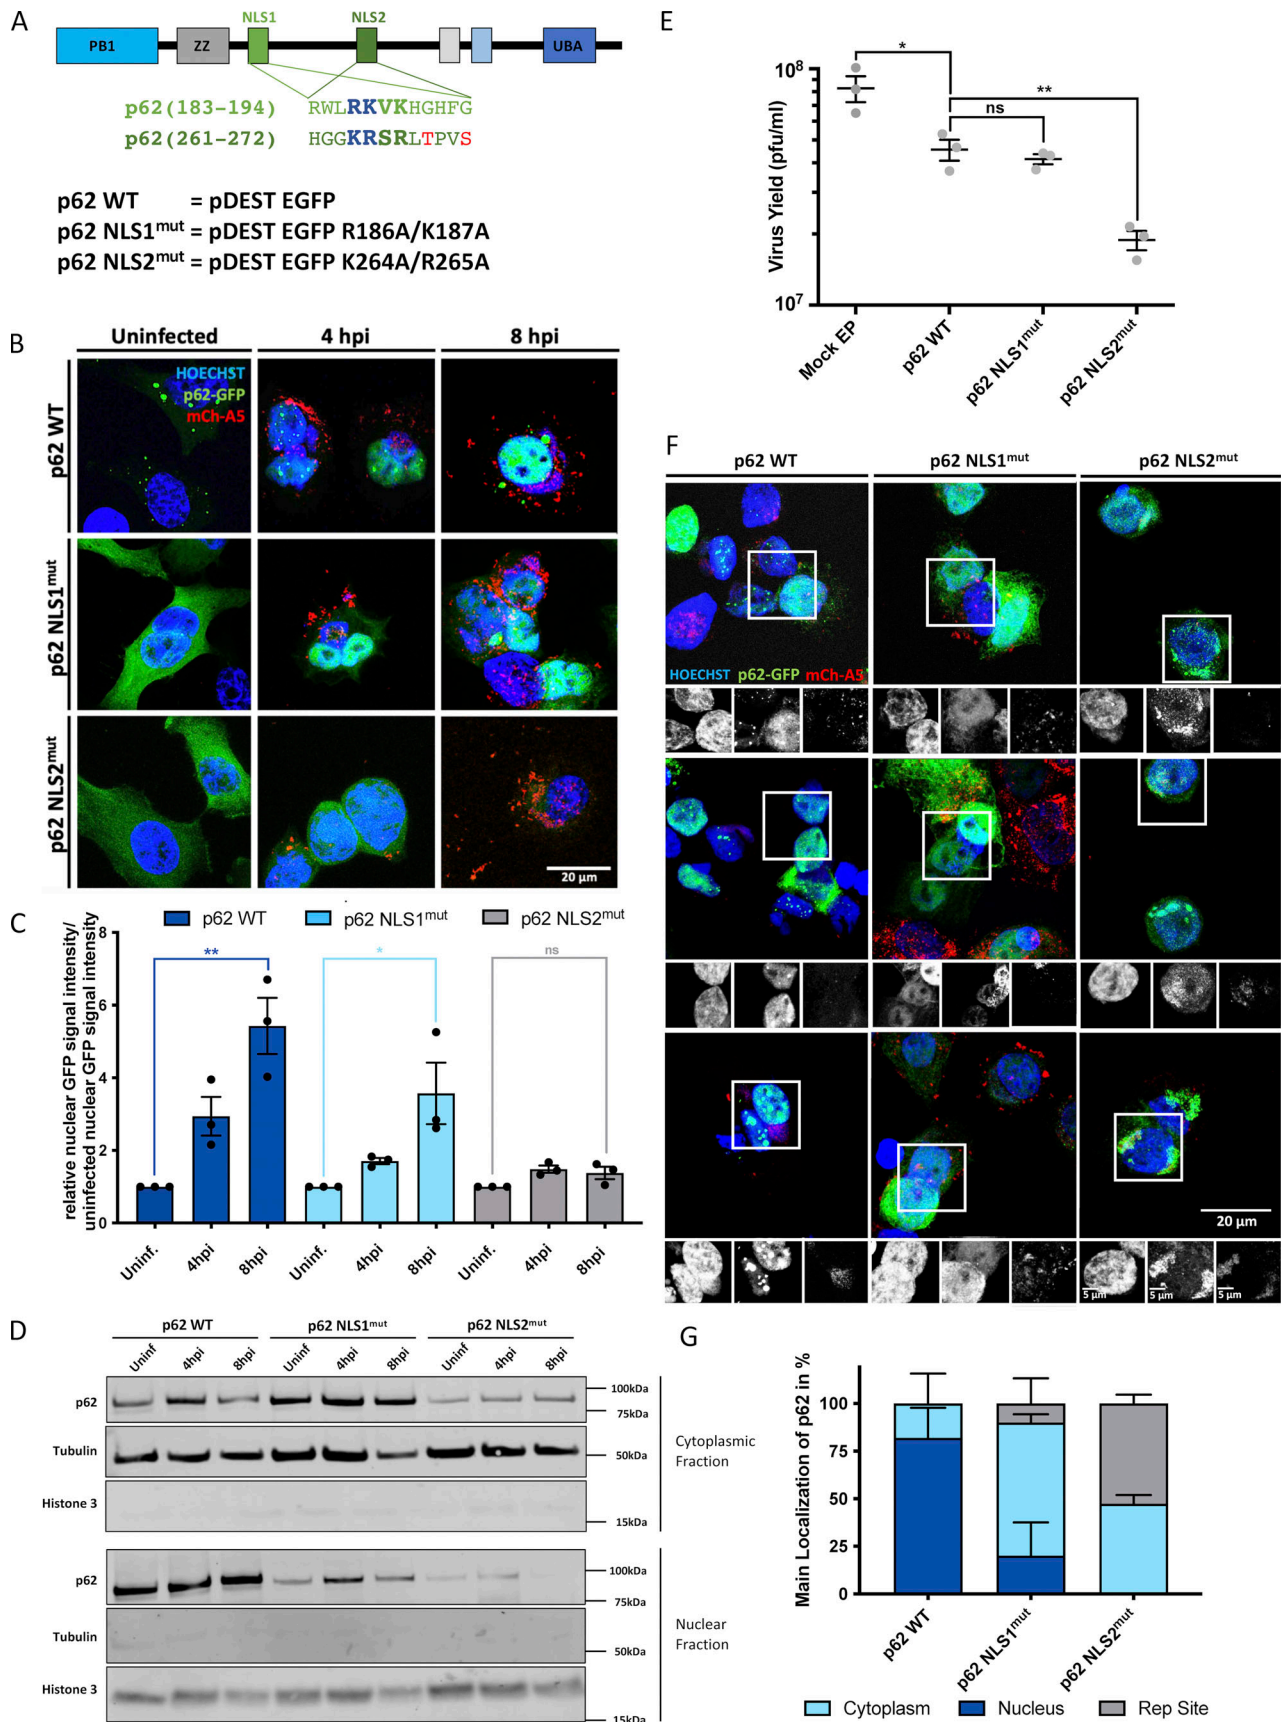 A
NLS1
NLS2
PB1
ZZ
UBA
p62(183-194) RWLRKVKHGHFG
p62(261-272) HGGKRSRLTPVS
p62 WT = pDEST EGFP
p62 NLS1mut = pDEST EGFP R186A/K187A
p62 NLS2mut = pDEST EGFP K264A/R265A
B
Uninfected
4 hpi
8 hpi
HOECHST
p62-GFP
mCh-A5
p62 WT
p62 NLS1mut
p62 NLS2mut
20 µm
C
p62 WT
p62 NLS1mut
p62 NLS2mut
relative nuclear GFP signal intensity/
uninfected nuclear GFP signal intensity
8
6
4
2
0
**
*
ns
Uninf.
4hpi
8hpi
Uninf.
4hpi
8hpi
Uninf.
4hpi
8hpi
D
p62 WT
p62 NLS1mut
p62 NLS2mut
Uninf
4hpi
8hpi
Uninf
4hpi
8hpi
Uninf
4hpi
8hpi
p62
100kDa
75kDa
Tubulin
50kDa
Histone 3
15kDa
Cytoplasmic
Fraction
p62
100kDa
75kDa
Tubulin
50kDa
Histone 3
15kDa
Nuclear
Fraction
E
Virus Yield (pfu/ml)
10⁸
10⁷
*
**
ns
Mock EP
p62 WT
p62 NLS1mut
p62 NLS2mut
F
p62 WT
p62 NLS1mut
p62 NLS2mut
HOECHST p62-GFP mCh-A5
20 µm
5 µm
5 µm
5 µm
G
Main Localization of p62 in %
100
75
50
25
0
p62 WT
p62 NLS1mut
p62 NLS2mut
Cytoplasm
Nucleus
Rep Site